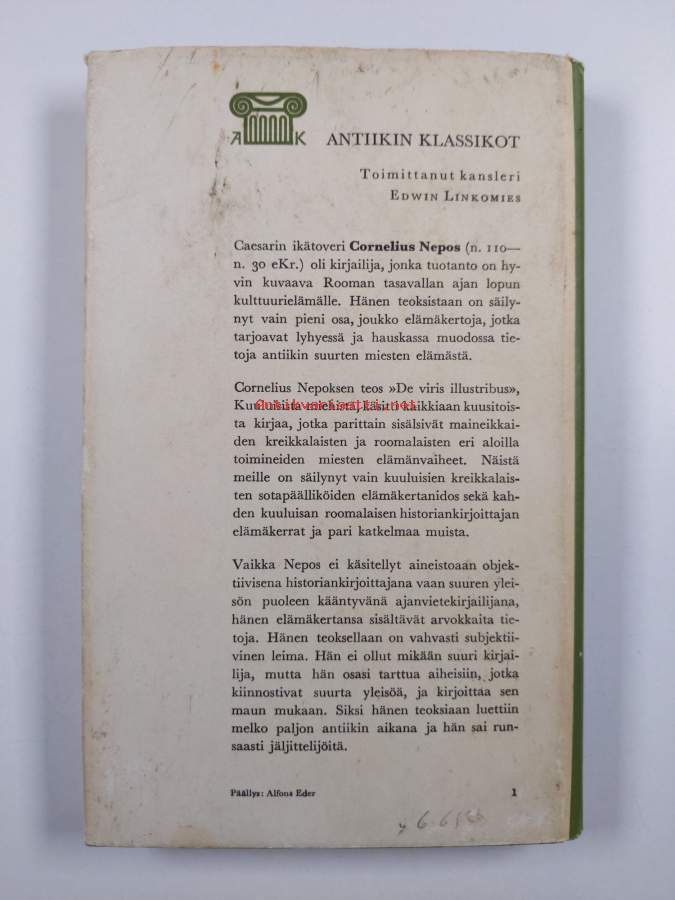 A K
ANTIIKIN KLASSIKOT
Toimittanut kansleri
EDWIN LINKOMIES
Caesarin ikätoveri Cornelius Nepos (n. 110—
n. 30 eKr.) oli kirjailija, jonka tuotanto on hy-
vin kuvaava Rooman tasavallan ajan lopun
kulttuurielämälle. Hänen teoksistaan on säily-
nyt vain pieni osa, joukko elämäkertoja, jotka
tarjoavat lyhyessä ja hauskassa muodossa tie-
toja antiikin suurten miesten elämästä.
Cornelius Nepoksen teos »De viris illustribus»,
Kuuluisista miehistä, käsitti kaikkiaan kuusitois-
antikvariaatti.net
ta kirjaa, jotka parittain sisälsivät maineikkai-
den kreikkalaisten ja roomalaisten eri aloilla
toimineiden miesten elämänvaiheet. Näistä
meille on säilynyt vain kuuluisien kreikkalais-
ten sotapäälliköiden elämäkertanidos sekä kah-
den kuuluisan roomalaisen historiankirjoittajan
elämäkerrat ja pari katkelmaa muista.
Vaikka Nepos ei käsitellyt aineistoaan objek-
tiivisena historiankirjoittajana vaan suuren ylei-
sön puoleen kääntyvänä ajanvietekirjailijana,
hänen elämäkertansa sisältävät arvokkaita tie-
toja. Hänen teoksellaan on vahvasti subjektii-
vinen leima. Hän ei ollut mikään suuri kirjai-
lija, mutta hän osasi tarttua aiheisiin, jotka
kiinnostivat suurta yleisöä, ja kirjoittaa sen
maun mukaan. Siksi hänen teoksiaan luettiin
melko paljon antiikin aikana ja hän sai run-
saasti jäljittelijöitä.
Päällys: Alfons Eder
1